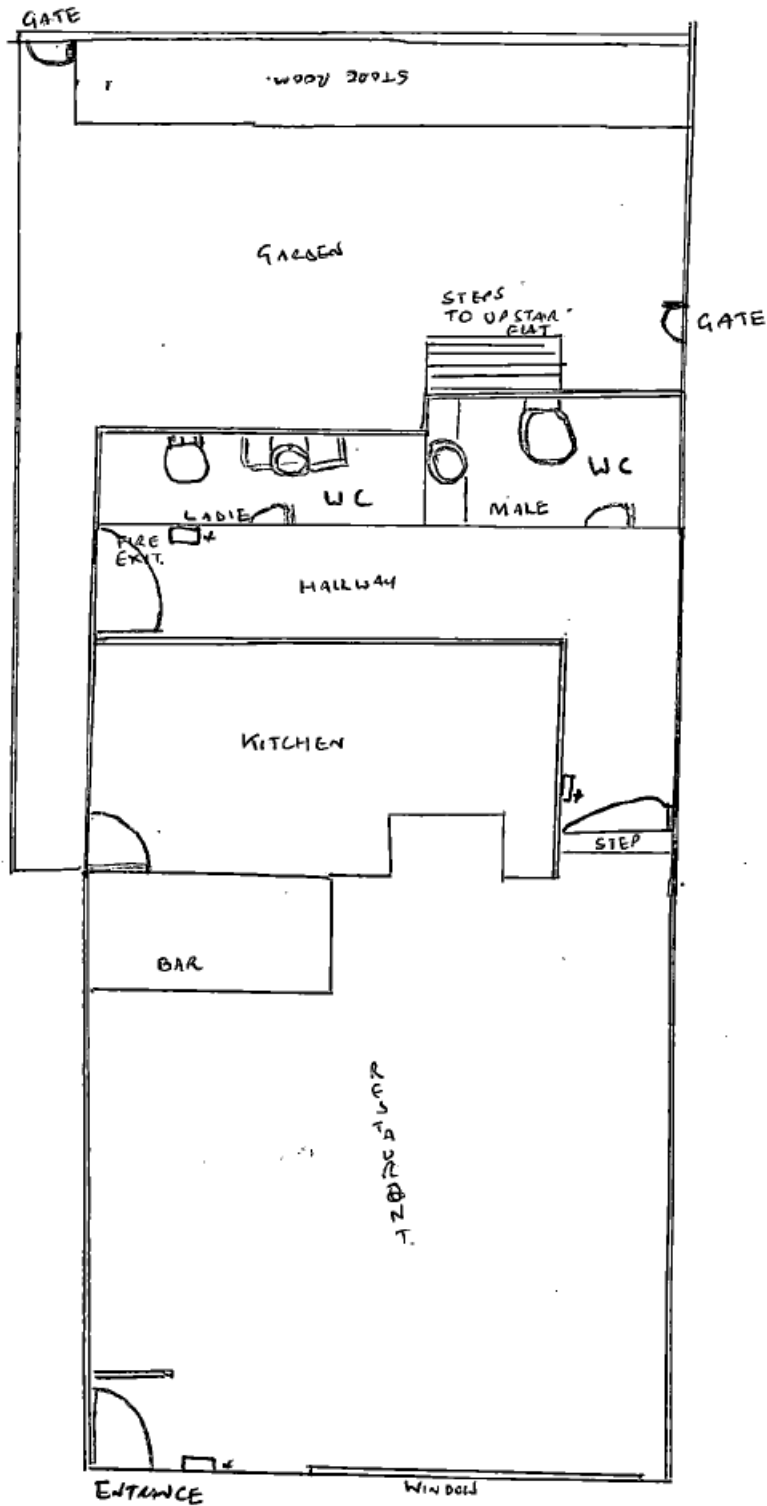 GATE
STORE ROOM.
GARDEN
STEPS
TO UPSTAIR
FLAT
GATE
WC
WC
LADIE
MALE
FIRE
EXIT.
HALLWAY
KITCHEN
STEP
BAR
RESTAURANT.
ENTRANCE
WINDOW